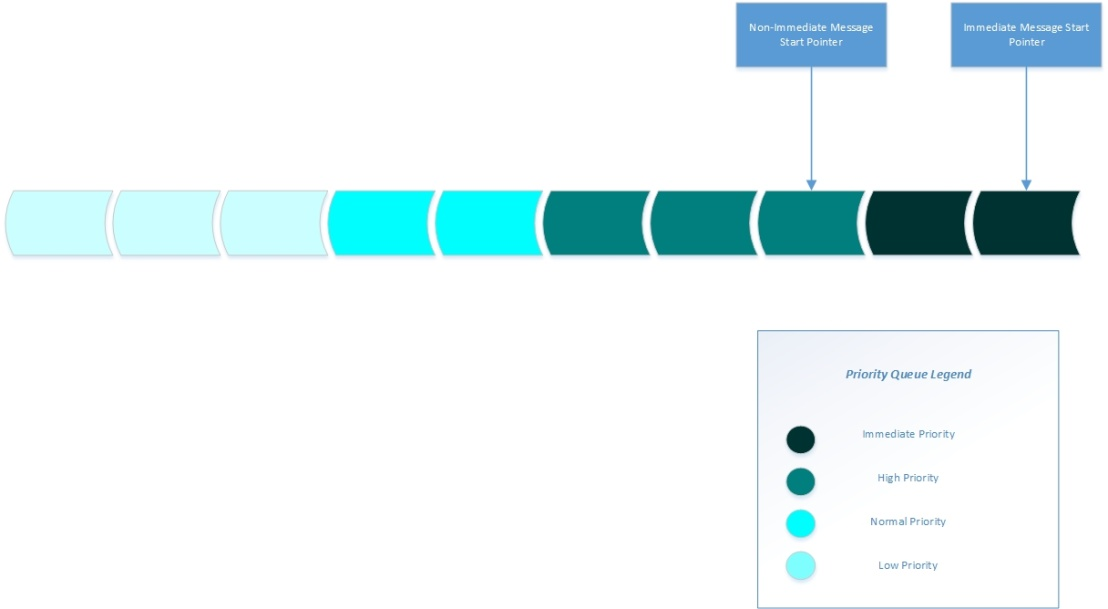 Non-Immediate Message
Start Pointer
Immediate Message Start
Pointer
Priority Queue Legend
Immediate Priority
High Priority
Normal Priority
Low Priority